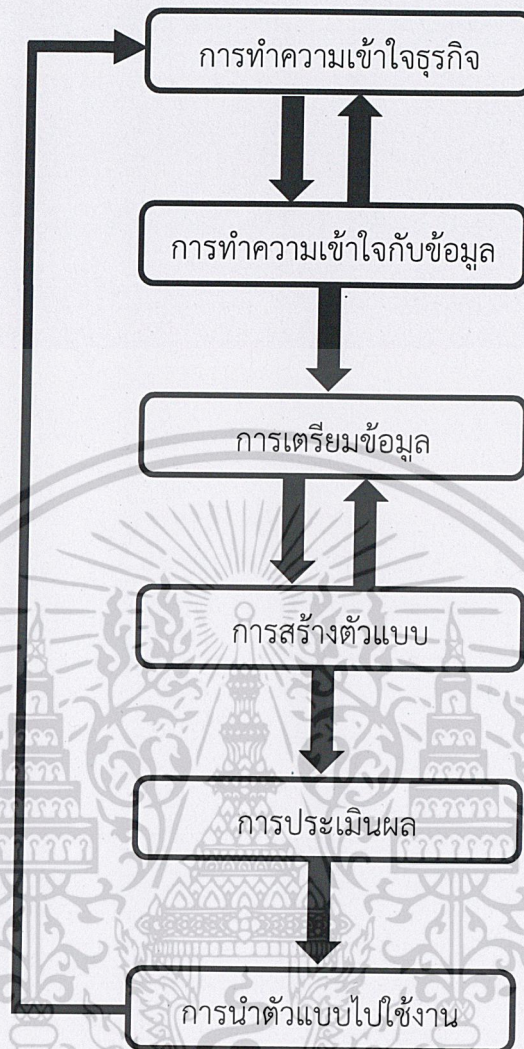 การทำความเข้าใจธุรกิจ
การทำความเข้าใจกับข้อมูล
การเตรียมข้อมูล
การสร้างตัวแบบ
การประเมินผล
การนำตัวแบบไปใช้งาน